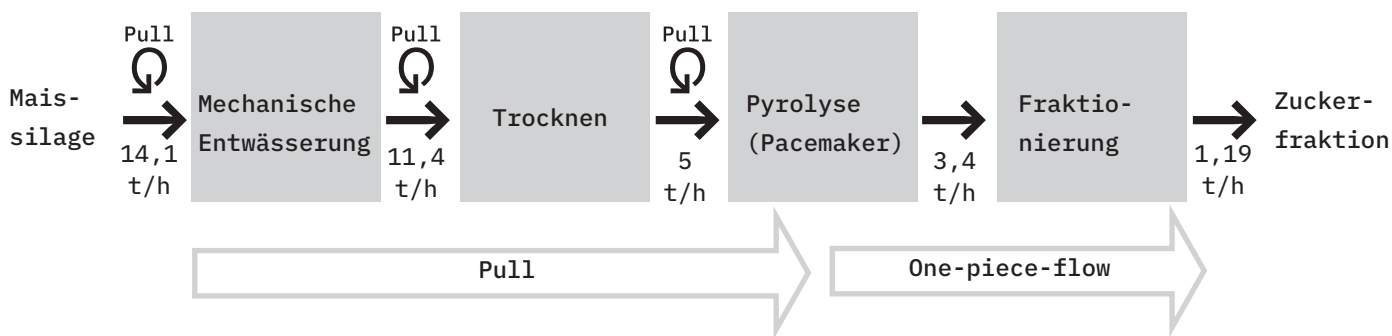 Pull
Pull
Pull
Mais-
silage
14,1
t/h
Mechanische
Entwässerung
11,4
t/h
Trocknen
5
t/h
Pyrolyse
(Pacemaker)
3,4
t/h
Fraktio-
nierung
1,19
t/h
Zucker-
fraktion
Pull
One-piece-flow